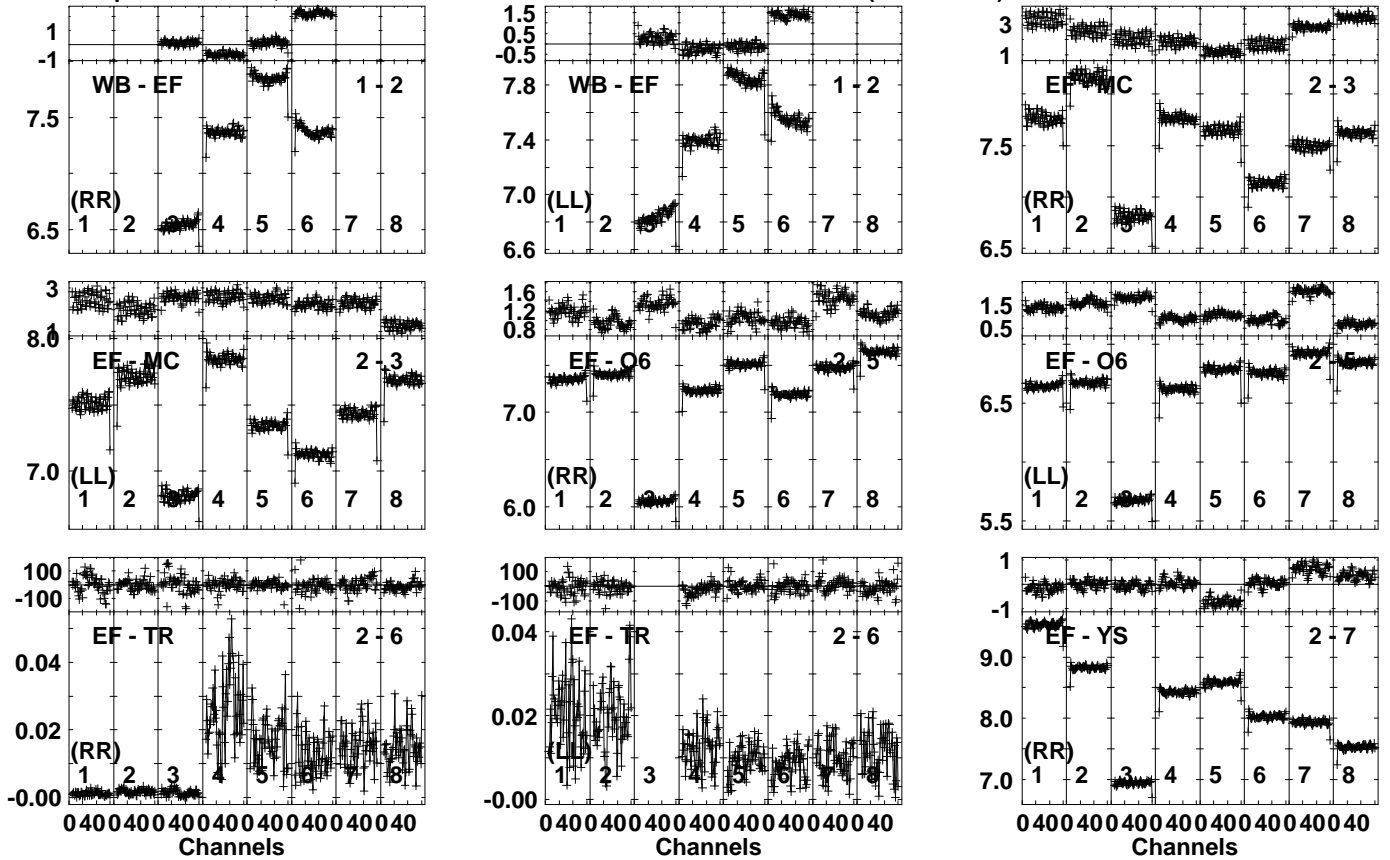 1 1.5 0.5 -0.5 3 1
-1
WB - EF 1 - 2 WB - EF 1 - 2 EF - MC 2 - 3
7.5 7.8 7.4 7.0 6.6 7.5
6.5 (RR) (LL) (RR) 6.5
1 2 3 4 5 6 7 8 1 2 3 4 5 6 7 8 1 2 3 4 5 6 7 8
3 1 1.6 1.2 0.8 1.5 0.5
8.0 EF - MC 2 - 3 EF - O6 2 - 5 EF - O6 2 - 5
7.0 7.0 6.5
(LL) (RR) (LL)
1 2 3 4 5 6 7 8 6.0 1 2 3 4 5 6 7 8 5.5 1 2 3 4 5 6 7 8
100 -100 100 -100 1 -1
EF - TR 2 - 6 EF - TR 2 - 6 EF - YS 2 - 7
0.04 0.04 9.0
0.02 0.02 8.0
(RR) (LL) (RR)
1 2 3 4 5 6 7 8 1 2 3 4 5 6 7 8 1 2 3 4 5 6 7 8
-0.00 -0.00 7.0
0 40 0 40 0 40 0 40 0 40 0 40 0 40 0 40 0 40 0 40 0 40 0 40 0 40 0 40 0 40 0 40 0 40 0 40 0 40 0 40 0 40 0 40 0 40 0 40
Channels Channels Channels